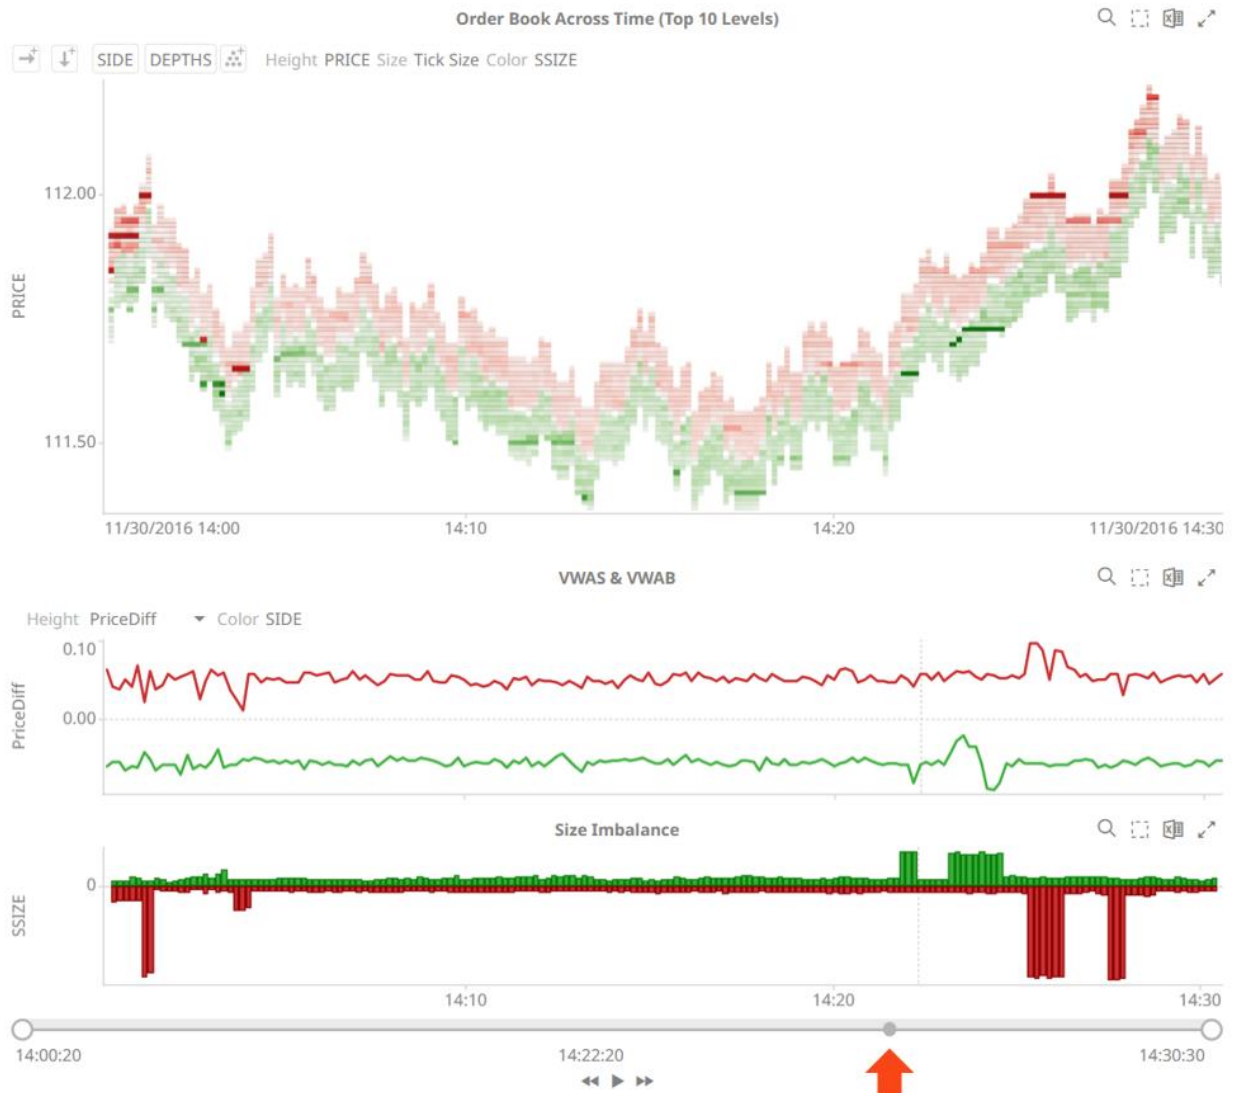 Order Book Across Time (Top 10 Levels)
SIDE DEPTHS Height PRICE Size Tick Size Color SSIZE
112.00
PRICE
111.50
11/30/2016 14:00 14:10 14:20 11/30/2016 14:30
VWAS & VWAB
Height PriceDiff Color SIDE
0.10
PriceDiff
0.00
Size Imbalance
0
SSIZE
14:10 14:20 14:30
14:00:20 14:22:20 14:30:30